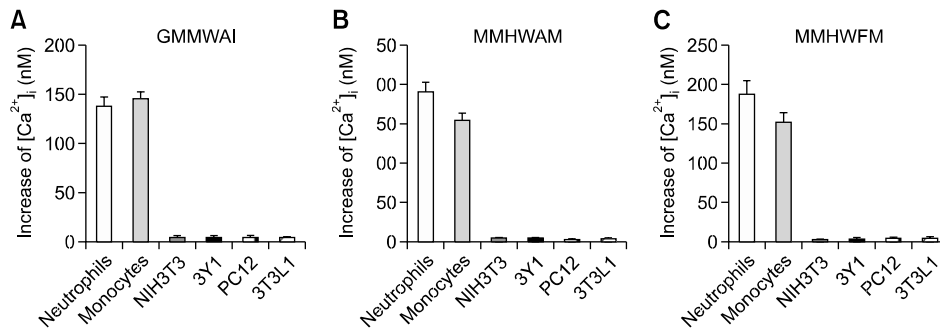 A
GMMWAI
Increase of [Ca²⁺]ᵢ (nM)
200
150
100
50
0
Neutrophils
Monocytes
NIH3T3
3Y1
PC12
3T3L1
B
MMHWAM
Increase of [Ca²⁺]ᵢ (nM)
50
00
50
00
50
0
Neutrophils
Monocytes
NIH3T3
3Y1
PC12
3T3L1
C
MMHWFM
Increase of [Ca²⁺]ᵢ (nM)
250
200
150
100
50
0
Neutrophils
Monocytes
NIH3T3
3Y1
PC12
3T3L1